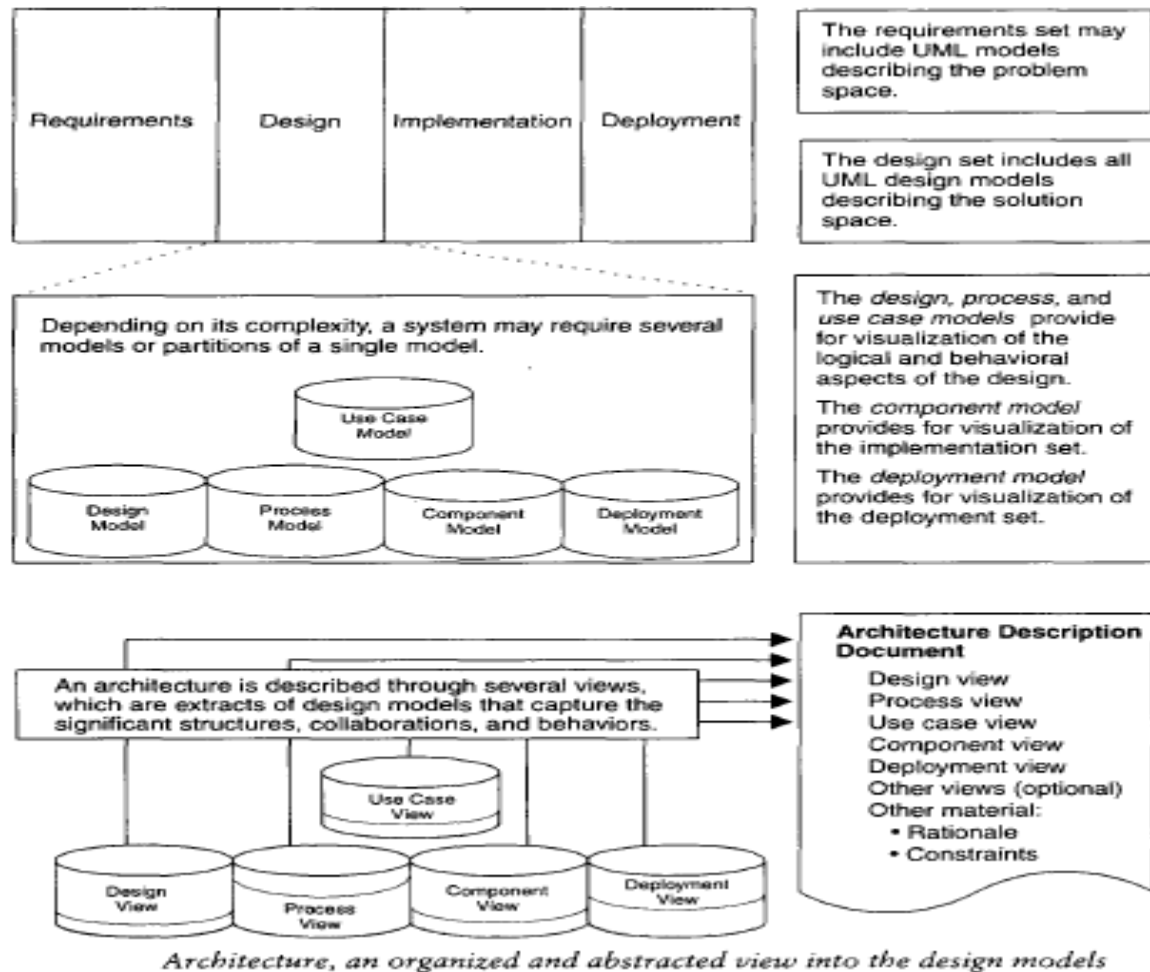 Requirements
Design
Implementation
Deployment
The requirements set may
include UML models
describing the problem
space.
The design set includes all
UML design models
describing the solution
space.
Depending on its complexity, a system may require several
models or partitions of a single model.
Use Case
Model
Design
Model
Process
Model
Component
Model
Deployment
Model
The design, process, and
use case models provide
for visualization of the
logical and behavioral
aspects of the design.
The component model
provides for visualization of
the implementation set.
The deployment model
provides for visualization of
the deployment set.
An architecture is described through several views,
which are extracts of design models that capture the
significant structures, collaborations, and behaviors.
Use Case
View
Design
View
Process
View
Component
View
Deployment
View
Architecture Description
Document
Design view
Process view
Use case view
Component view
Deployment view
Other views (optional)
Other material:
• Rationale
• Constraints
Architecture, an organized and abstracted view into the design models